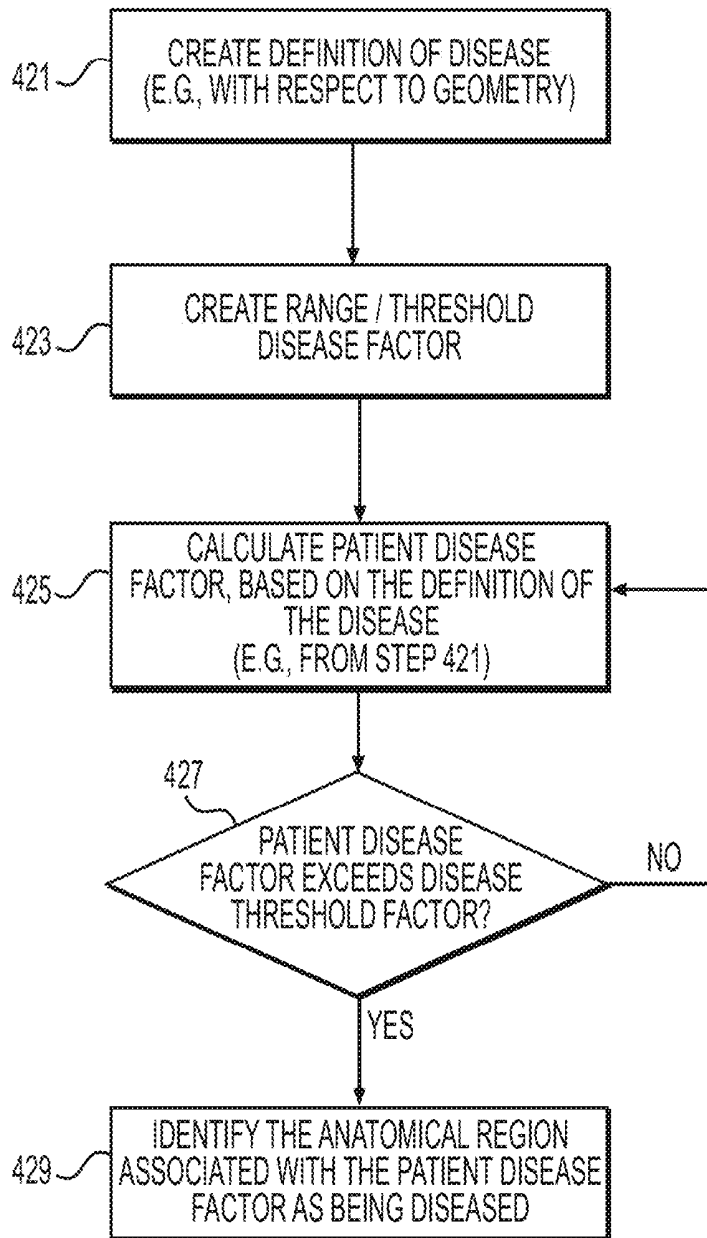 421
CREATE DEFINITION OF DISEASE
(E.G., WITH RESPECT TO GEOMETRY)
423
CREATE RANGE / THRESHOLD
DISEASE FACTOR
425
CALCULATE PATIENT DISEASE
FACTOR, BASED ON THE DEFINITION OF
THE DISEASE
(E.G., FROM STEP 421)
427
PATIENT DISEASE
FACTOR EXCEEDS DISEASE
THRESHOLD FACTOR?
NO
YES
429
IDENTIFY THE ANATOMICAL REGION
ASSOCIATED WITH THE PATIENT DISEASE
FACTOR AS BEING DISEASED